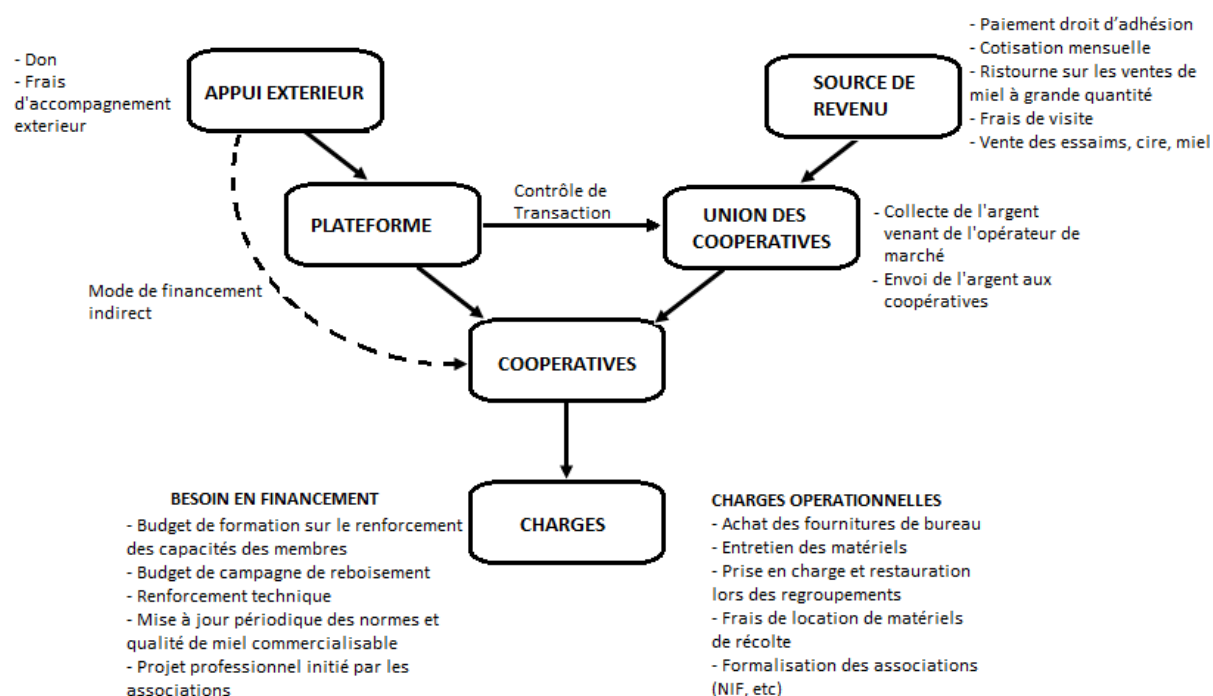 - Don
- Frais
d'accompagnement
exterieur
APPUI EXTERIEUR
SOURCE DE
REVENU
- Paiement droit d’adhésion
- Cotisation mensuelle
- Ristourne sur les ventes de
miel à grande quantité
- Frais de visite
- Vente des essaims, cire, miel
PLATEFORME
Contrôle de
Transaction
UNION DES
COOPERATIVES
- Collecte de l'argent
venant de l'opérateur de
marché
- Envoi de l'argent aux
coopératives
Mode de financement
indirect
COOPERATIVES
CHARGES
BESOIN EN FINANCEMENT
- Budget de formation sur le renforcement
des capacités des membres
- Budget de campagne de reboisement
- Renforcement technique
- Mise à jour périodique des normes et
qualité de miel commercialisable
- Projet professionnel initié par les
associations
CHARGES OPERATIONNELLES
- Achat des fournitures de bureau
- Entretien des matériels
- Prise en charge et restauration
lors des regroupements
- Frais de location de matériels
de récolte
- Formalisation des associations
(NIF, etc)